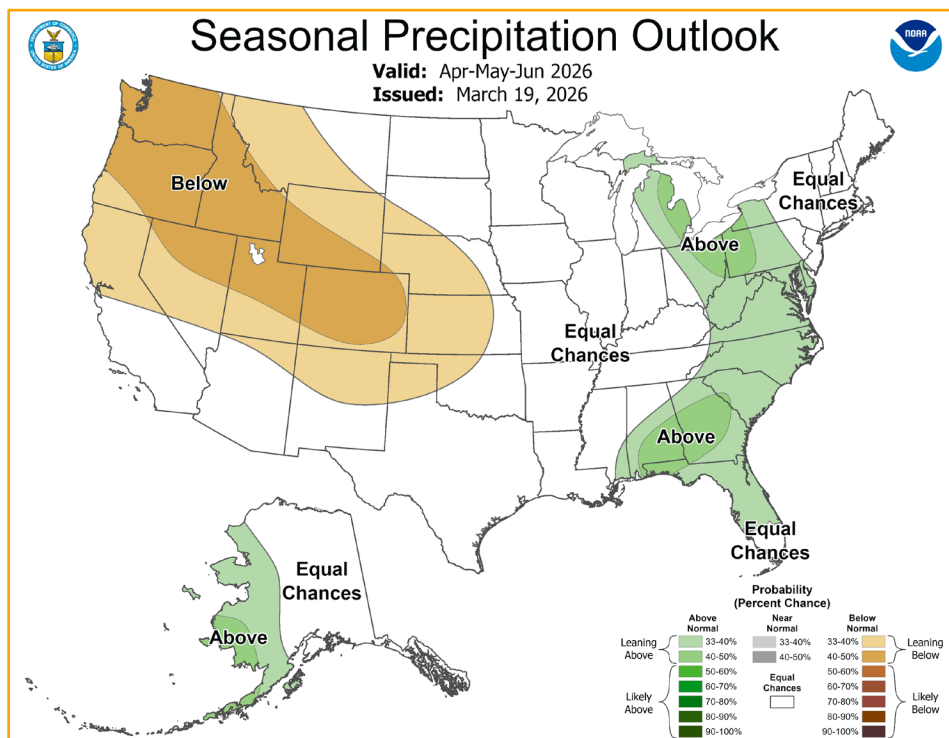 Seasonal Precipitation Outlook
Valid: Apr-May-Jun 2026
Issued: March 19, 2026
NOAA
Below
Equal
Chances
Above
Equal
Chances
Above
Equal
Chances
Equal
Chances
Above
Probability
(Percent Chance)
Above
Normal
Near
Normal
Below
Normal
Leaning
Above
33-40%
40-50%
33-40%
40-50%
33-40%
40-50%
Leaning
Below
Likely
Above
50-60%
60-70%
70-80%
80-90%
90-100%
Equal
Chances
50-60%
60-70%
70-80%
80-90%
90-100%
Likely
Below